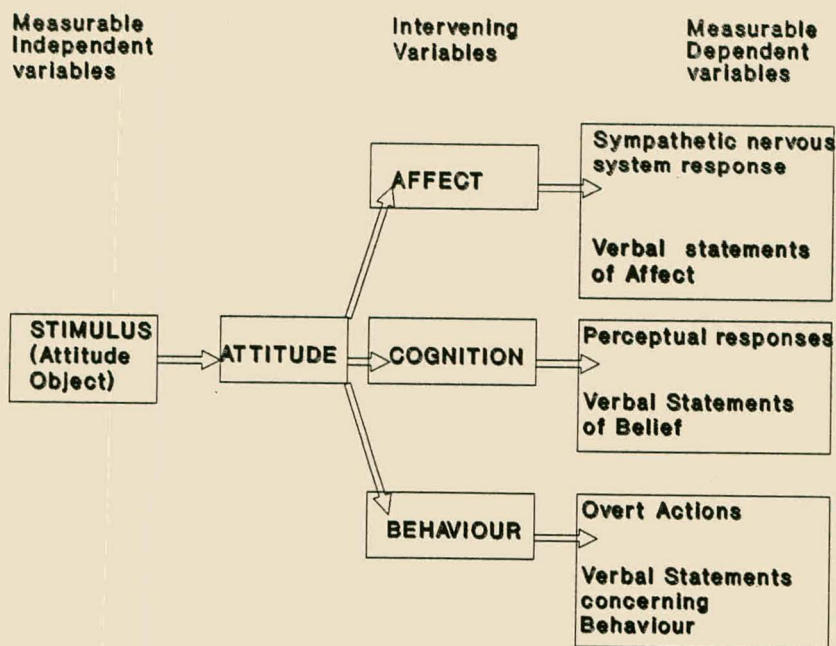 Measurable
Independent
variables
Intervening
Variables
Measurable
Dependent
variables
STIMULUS
(Attitude
Object)
ATTITUDE
AFFECT
COGNITION
BEHAVIOUR
Sympathetic nervous
system response
Verbal statements
of Affect
Perceptual responses
Verbal Statements
of Belief
Overt Actions
Verbal Statements
concerning
Behaviour